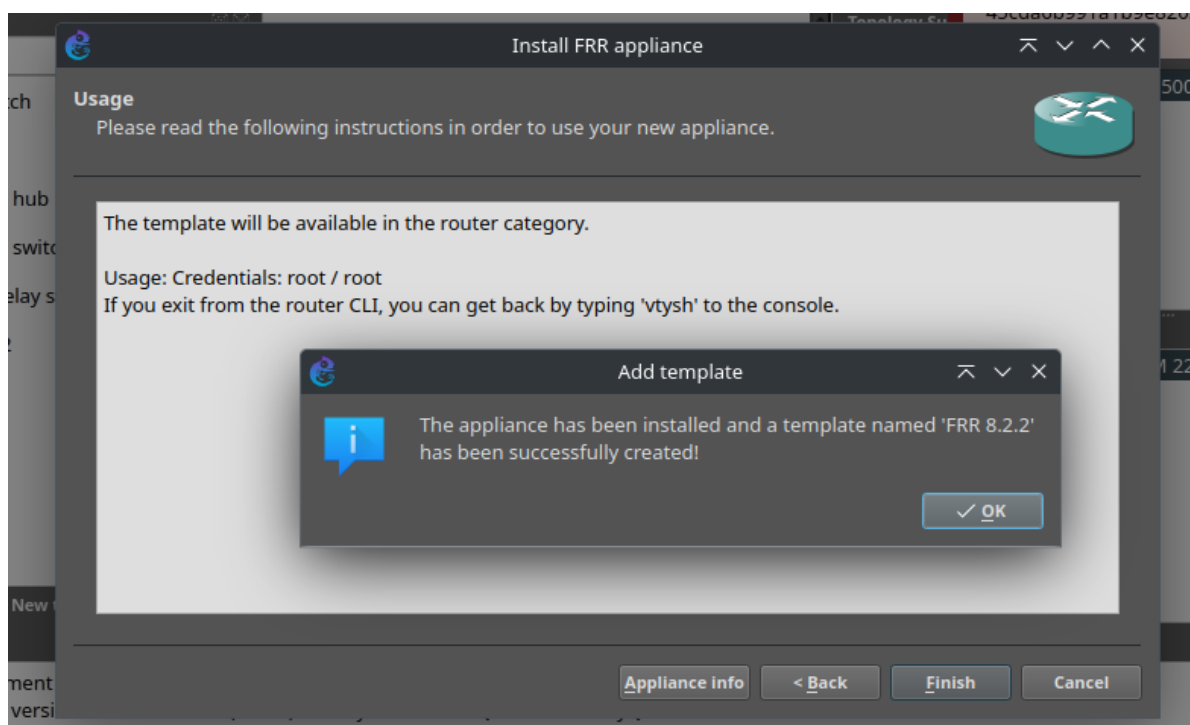 Topology Su
Install FRR appliance
500
Usage
Please read the following instructions in order to use your new appliance.
hub
The template will be available in the router category.
Usage: Credentials: root / root
If you exit from the router CLI, you can get back by typing 'vtysh' to the console.
Add template
The appliance has been installed and a template named 'FRR 8.2.2'
has been successfully created!
OK
New
Appliance info
< Back
Finish
Cancel
ment
versi